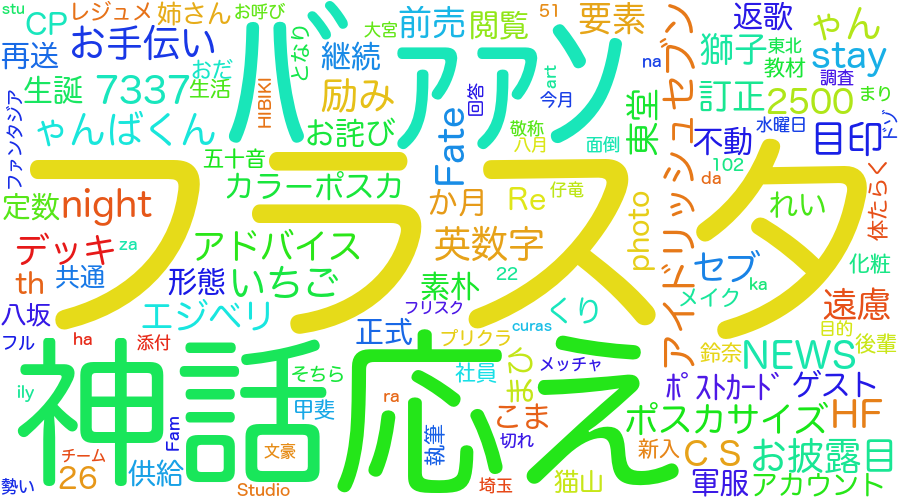 stu
CP
レジュメ
姉さん
お呼び
大宮
前売
閲覧
51
要素
返歌
ゃん
再送
お手伝い
おだ
となり
バァァン
継続
na
獅子
東北
stay
生誕
7337
生活
HIBIKI
励み
回答
art
今月
教材
調査
訂正
2500
まり
ファンタジア
ゃんばくん
お詫び
Fate
敬称
八月
面倒
東堂
アイドリッシュセブン
不動
水曜日
目印
ドゾ
五十音
フラスタ
カラーポスカ
102
da
体たらく
定数
night
か月
Re
仔竜
photo
れい
デッキ
za
アドバイス
英数字
セブ
化粧
th
共通
形態
いちご
素朴
22
ka
メイク
八坂
エジベリ
フリスク
くり
遠慮
フル
ha
添付
正式
プリクラ
curas
目的
後輩
鈴奈
NEWS
神話
応え
そちら
社員
まひ
メッチャ
ポストカード
ゲスト
ily
甲斐
ra
こま
ポスカサイズ
HF
Fam
執筆
切れ
新入
CS
お披露目
チーム
文豪
26
供給
猫山
軍服
アカウント
勢い
Studio
埼玉